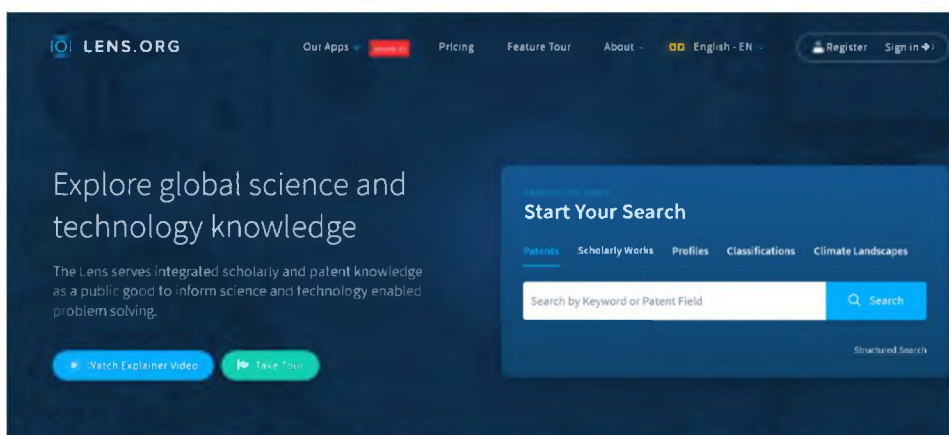 LENS.ORG
Our Apps
Pricing
Feature Tour
About
English - EN
Register
Sign in
Explore global science and
technology knowledge
The Lens serves integrated scholarly and patent knowledge
as a public good to inform science and technology enabled
problem solving.
Watch Explainer Video
Take Tour
Start Your Search
Patents
Scholarly Works
Profiles
Classifications
Climate Landscapes
Search by Keyword or Patent Field
Search
Structured Search